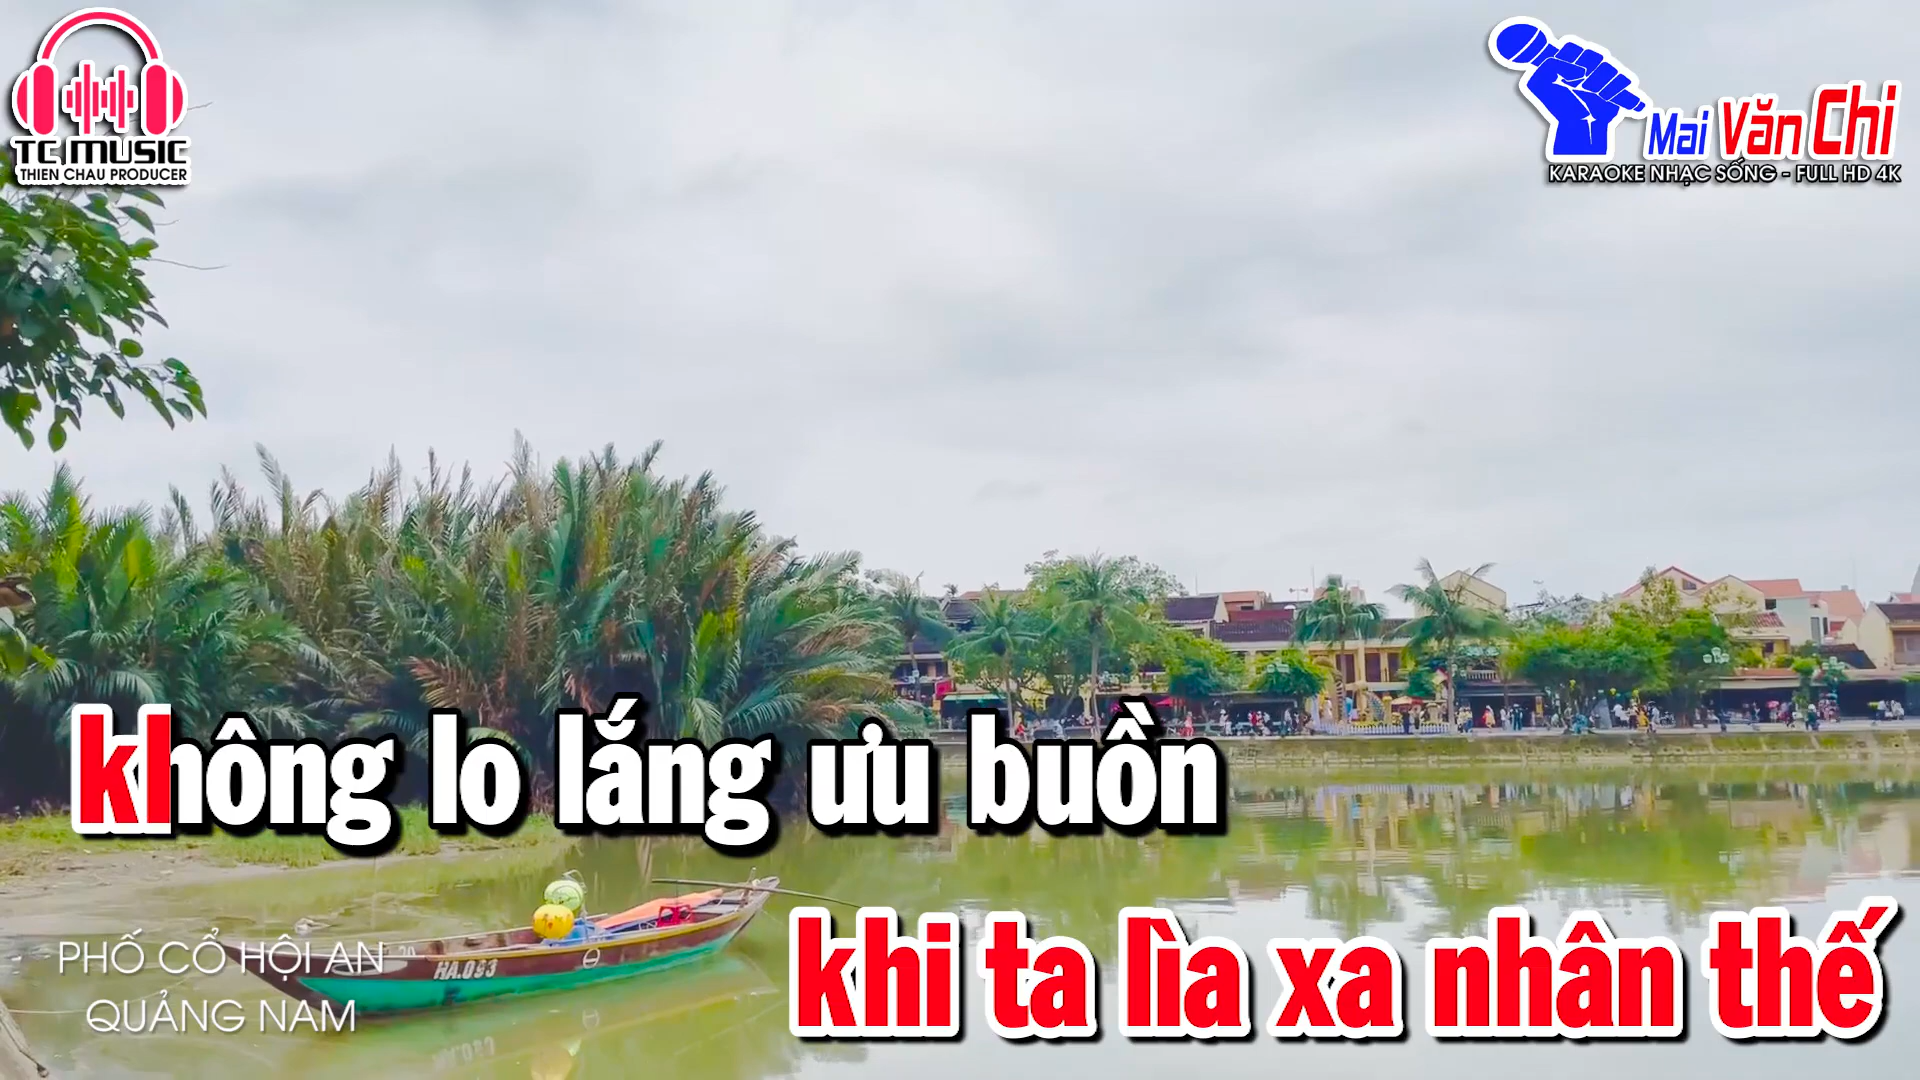 TC MUSIC
THIEN CHAU PRODUCER
Mai Văn Chi
KARAOKE NHẠC SỐNG - FULL HD 4K
không lo lắng ưu buồn
khi ta lìa xa nhân thế
PHỐ CỔ HỘI AN
QUẢNG NAM
HA.093